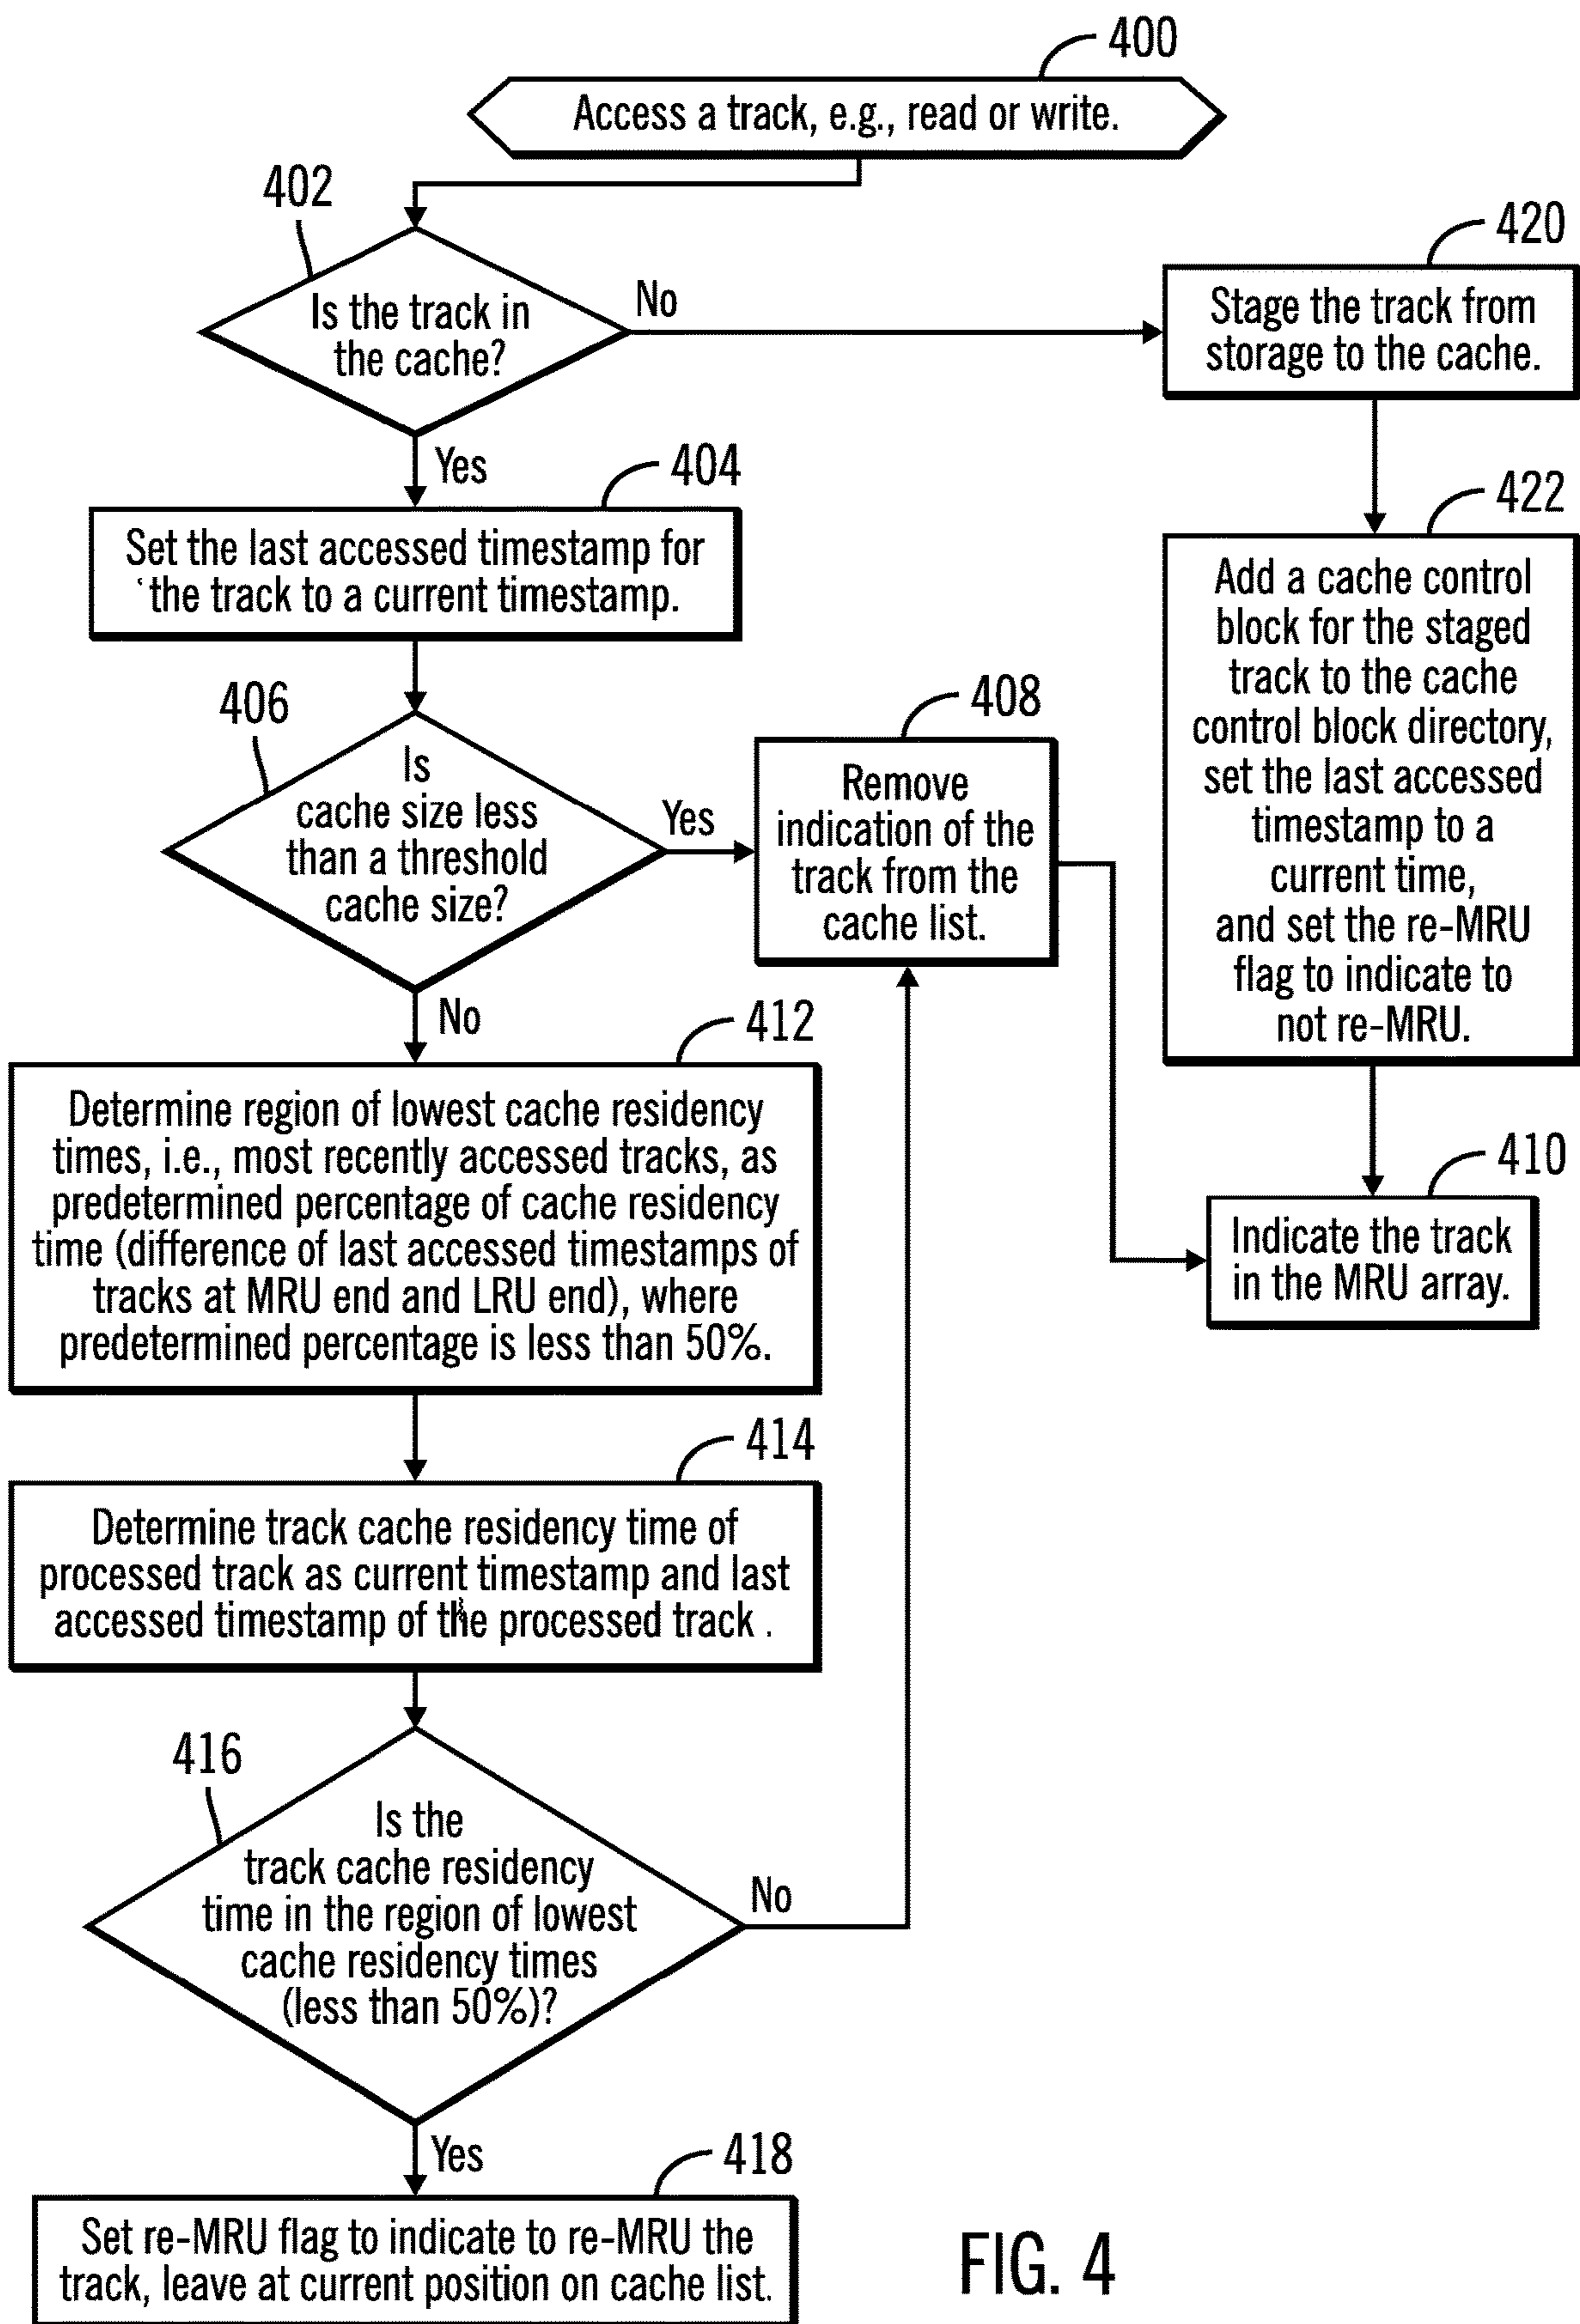 400
Access a track, e.g., read or write.
402
Is the track in
the cache?
No
Yes
420
Stage the track from
storage to the cache.
404
Set the last accessed timestamp for
the track to a current timestamp.
422
Add a cache control
block for the staged
track to the cache
control block directory,
set the last accessed
timestamp to a
current time,
and set the re-MRU
flag to indicate to
not re-MRU.
406
Is
cache size less
than a threshold
cache size?
Yes
No
408
Remove
indication of the
track from the
cache list.
410
Indicate the track
in the MRU array.
412
Determine region of lowest cache residency
times, i.e., most recently accessed tracks, as
predetermined percentage of cache residency
time (difference of last accessed timestamps of
tracks at MRU end and LRU end), where
predetermined percentage is less than 50%.
414
Determine track cache residency time of
processed track as current timestamp and last
accessed timestamp of the processed track .
416
Is the
track cache residency
time in the region of lowest
cache residency times
(less than 50%)?
No
Yes
418
Set re-MRU flag to indicate to re-MRU the
track, leave at current position on cache list.
FIG. 4